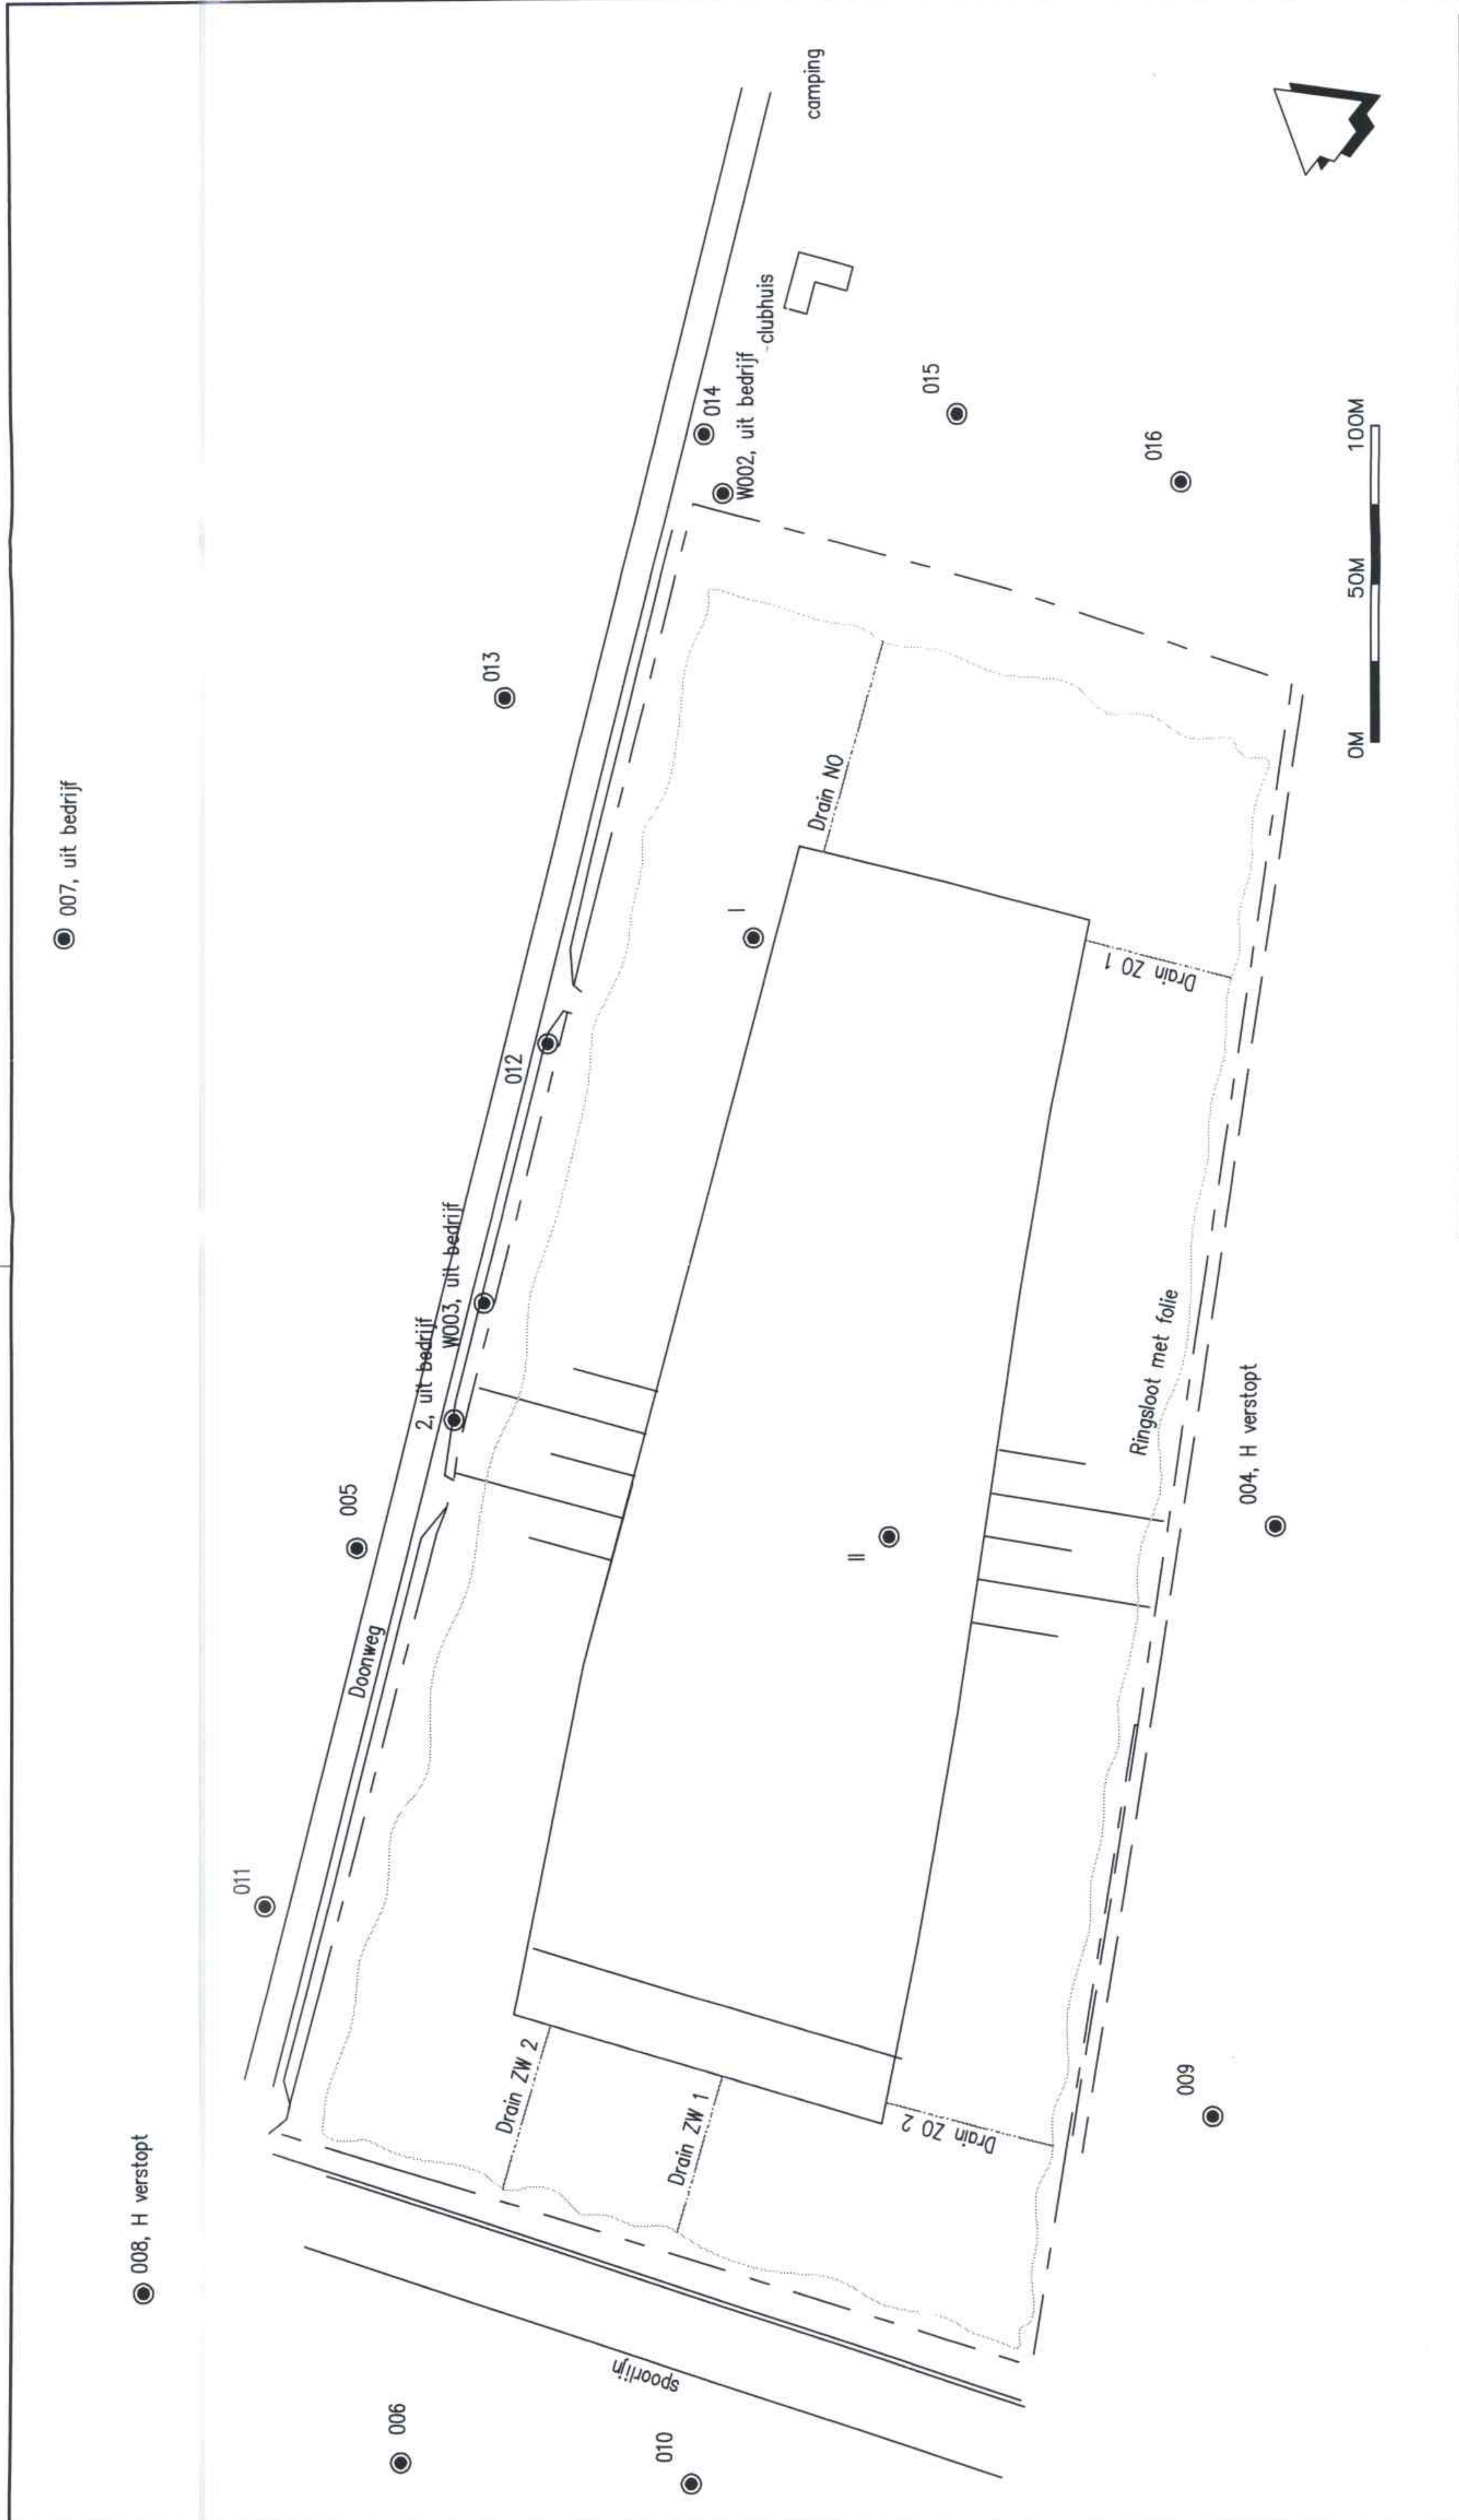 008, H verstopt
007, uit bedrijf
011
005
2, uit bedrijf
W003, uit bedrijf
012
013
014
W002, uit bedrijf
clubhuis
camping
Doonweg
006
010
spoorlijn
Drain ZW 2
Drain ZW 1
Drain ZO 2
II
I
Drain NO
Drain ZO 1
Ringsloot met folie
015
016
009
004, H verstopt
0M
50M
100M